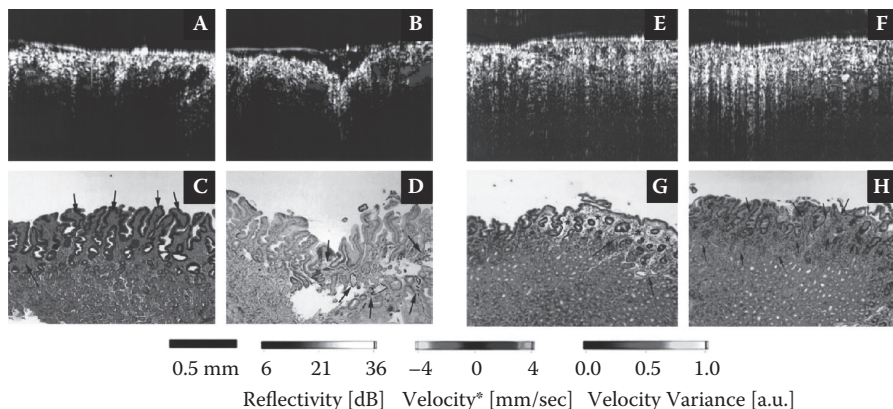 A B E F
C D G H
0.5 mm 6 21 36 −4 0 4 0.0 0.5 1.0
Reflectivity [dB] Velocity* [mm/sec] Velocity Variance [a.u.]